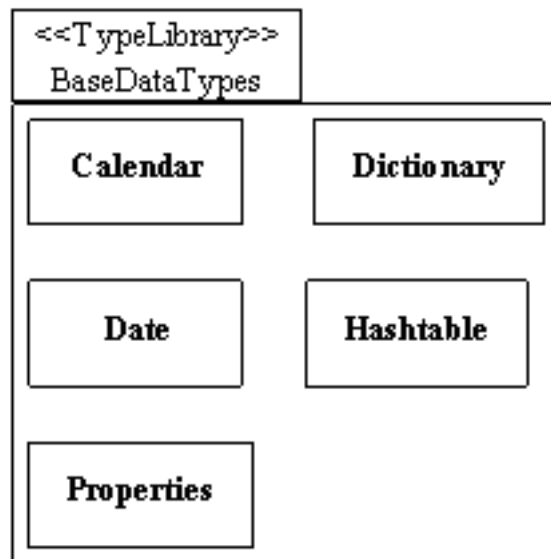 <<TypeLibrary>>
BaseDataTypes
Calendar
Dictionary
Date
Hashtable
Properties